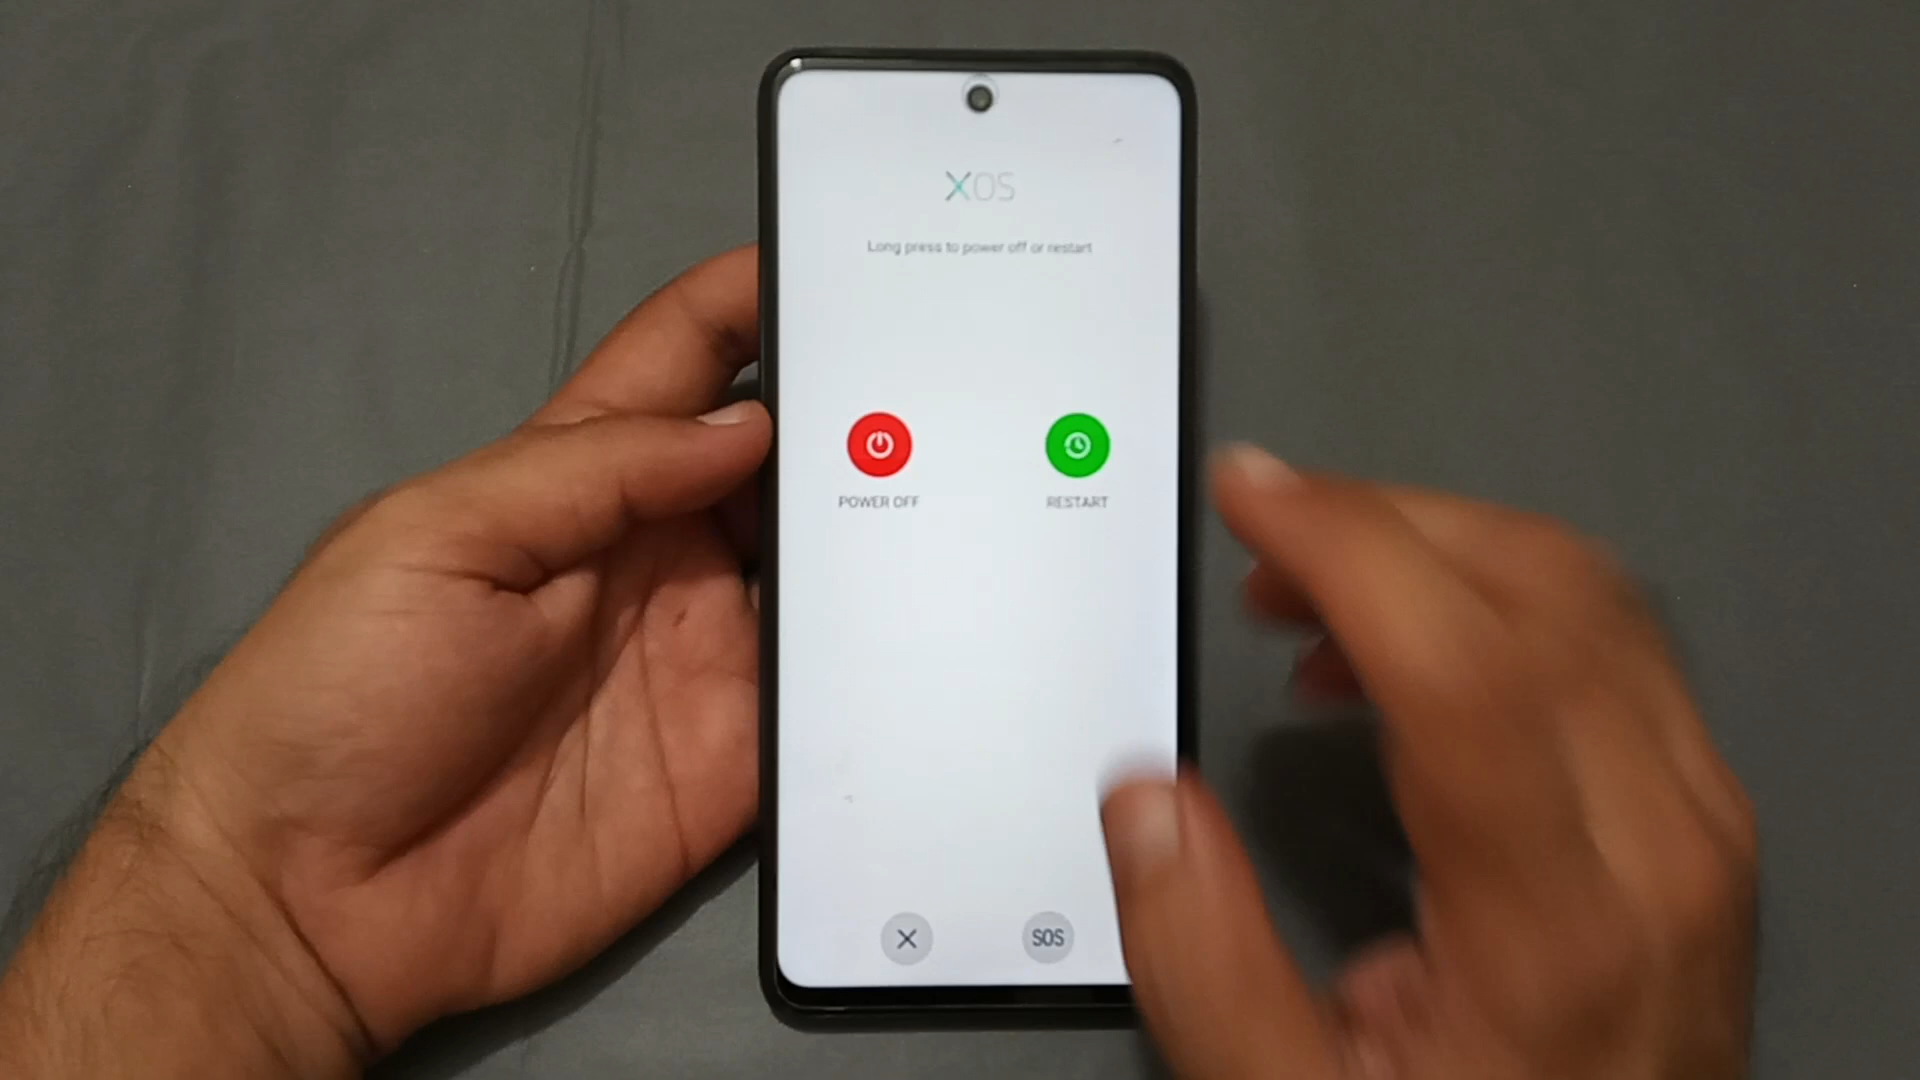 XOS
Long press to power off or restart
POWER OFF
RESTART
SOS